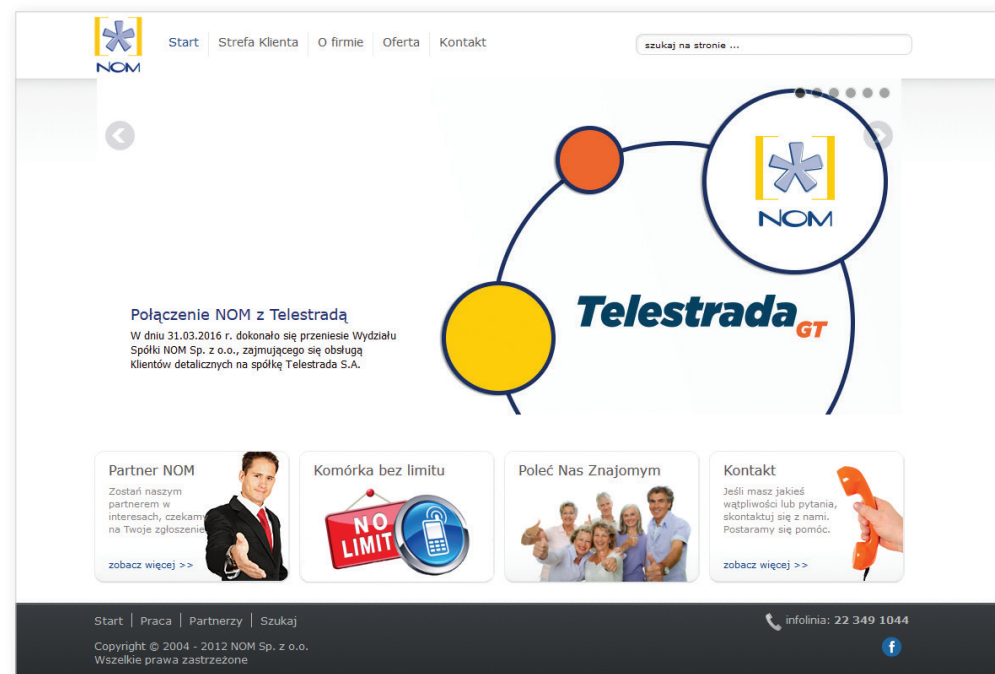 NOM
Start
Strefa Klienta
O firmie
Oferta
Kontakt
szukaj na stronie ...
NOM
Telestrada GT
Połączenie NOM z Telestradą
W dniu 31.03.2016 r. dokonało się przeniesie Wydziału
Spółki NOM Sp. z o.o., zajmującego się obsługą
Klientów detalicznych na spółkę Telestrada S.A.
Partner NOM
Zostań naszym
partnerem w
interesach, czekamy
na Twoje zgłoszenie
zobacz więcej >>
Komórka bez limitu
NO
LIMIT
Poleć Nas Znajomym
Kontakt
Jeśli masz jakieś
wątpliwości lub pytania,
skontaktuj się z nami.
Postaramy się pomóc.
zobacz więcej >>
Start | Praca | Partnerzy | Szukaj
infolinia: 22 349 1044
Copyright © 2004 - 2012 NOM Sp. z o.o.
Wszelkie prawa zastrzeżone
f